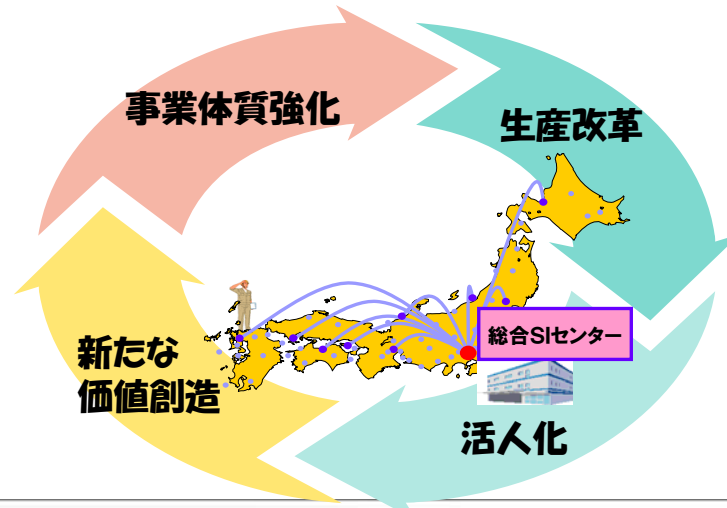 事業体質強化
生産改革
総合SIセンター
新たな
価値創造
活人化